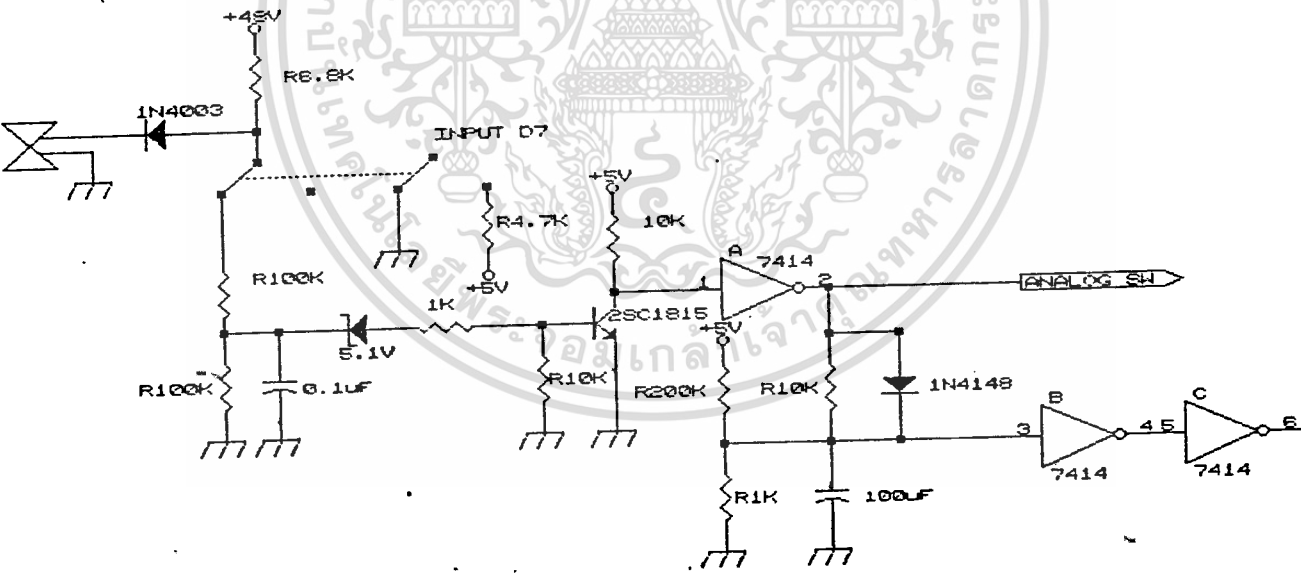 +48V
R6.8K
1N4003
INPUT D7
+5V
R4.7K
10K
A
7414
1
2
ANALOG SW
R100K
+5V
1K
2SC1815
+5V
5.1V
R100K
0.1uF
R10K
R200K
R10K
1N4148
B
C
3
4
5
6
7414
7414
R1K
100uF